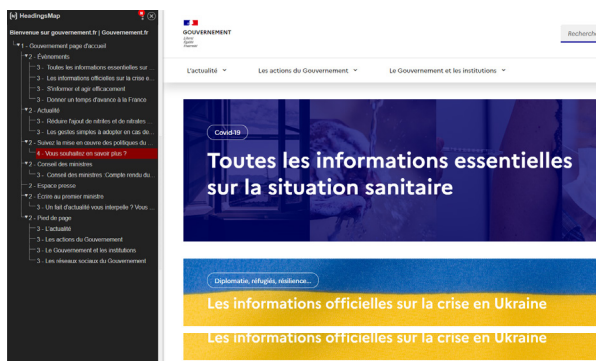 [h] HeadingsMap
Bienvenue sur gouvernement.fr | Gouvernement.fr
1 - Gouvernement page d'accueil
2 - Évènements
3 - Toutes les informations essentielles sur ...
3 - Les informations officielles sur la crise e...
3 - S'informer et agir efficacement
3 - Donner un temps d'avance à la France
2 - Actualité
3 - Réduire l'ajout de nitrites et de nitrates ...
3 - Les gestes simples à adopter en cas de...
2 - Suivez la mise en œuvre des politiques du ...
4 - Vous souhaitez en savoir plus ?
2 - Conseil des ministres
3 - Conseil des ministres :Compte rendu du...
2 - Espace presse
2 - Écrire au premier ministre
3 - Un fait d'actualité vous interpelle ? Vous ...
2 - Pied de page
3 - L'actualité
3 - Les actions du Gouvernement
3 - Le Gouvernement et les institutions
3 - Les réseaux sociaux du Gouvernement
GOUVERNEMENT
Liberté
Égalité
Fraternité
Recherche
L'actualité
Les actions du Gouvernement
Le Gouvernement et les institutions
Covid-19
Toutes les informations essentielles
sur la situation sanitaire
Diplomatie, réfugiés, résilience...
Les informations officielles sur la crise en Ukraine
Les informations officielles sur la crise en Ukraine